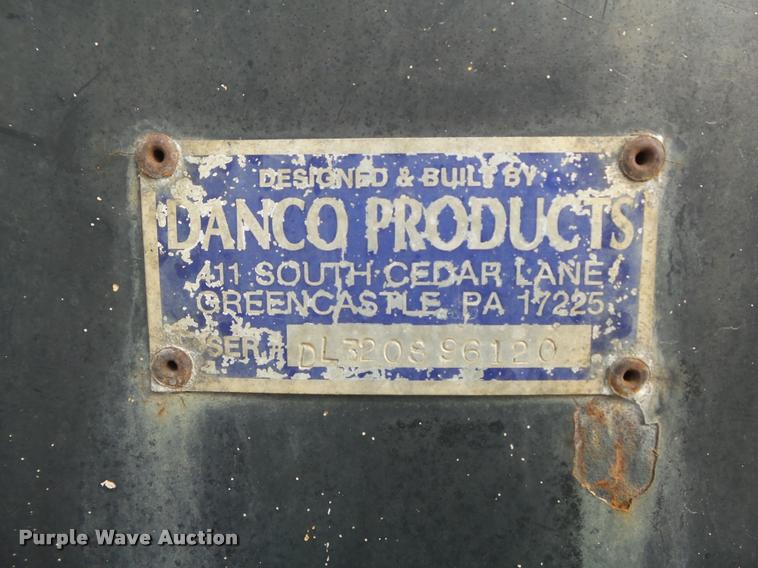 DESIGNED & BUILT BY
DANCO PRODUCTS
411 SOUTH CEDAR LANE
GREENCASTLE, PA 17225
SER.# DL320896120
Purple Wave Auction